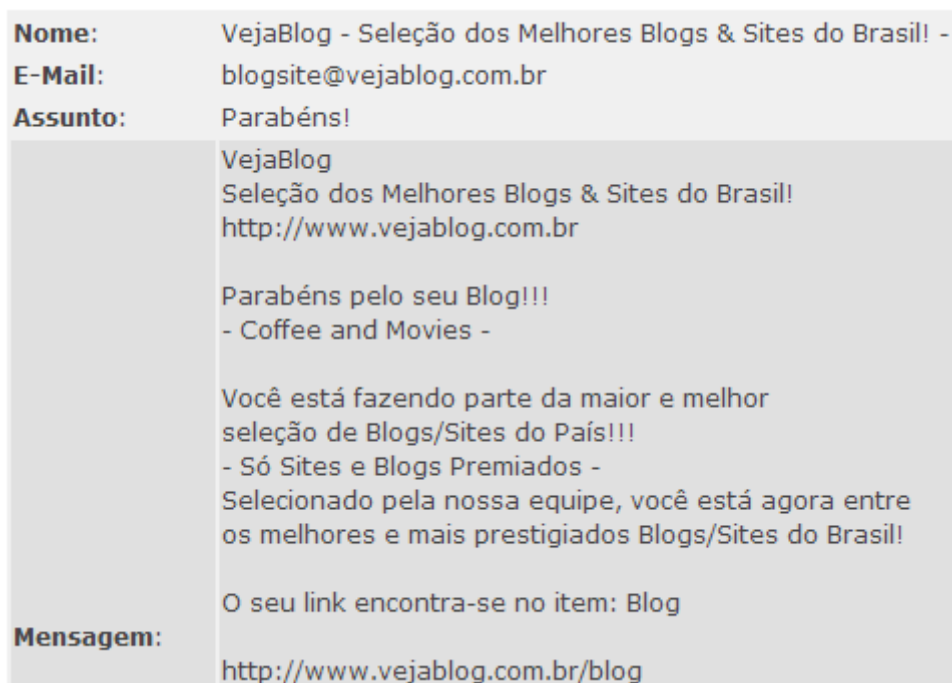 Nome: VejaBlog - Seleção dos Melhores Blogs & Sites do Brasil! -
E-Mail: blogsite@vejablog.com.br
Assunto: Parabéns!
VejaBlog
Seleção dos Melhores Blogs & Sites do Brasil!
http://www.vejablog.com.br
Parabéns pelo seu Blog!!!
- Coffee and Movies -
Você está fazendo parte da maior e melhor
seleção de Blogs/Sites do País!!!
- Só Sites e Blogs Premiados -
Selecionado pela nossa equipe, você está agora entre
os melhores e mais prestigiados Blogs/Sites do Brasil!
O seu link encontra-se no item: Blog
Mensagem:
http://www.vejablog.com.br/blog